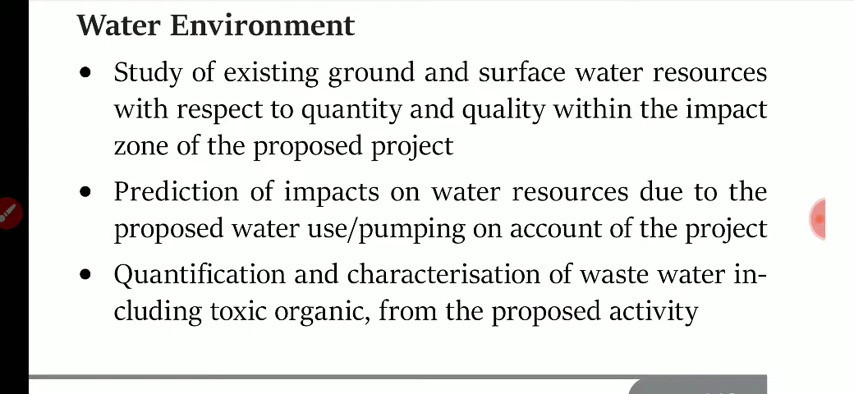 Water Environment
• Study of existing ground and surface water resources
with respect to quantity and quality within the impact
zone of the proposed project
• Prediction of impacts on water resources due to the
proposed water use/pumping on account of the project
• Quantification and characterisation of waste water in-
cluding toxic organic, from the proposed activity